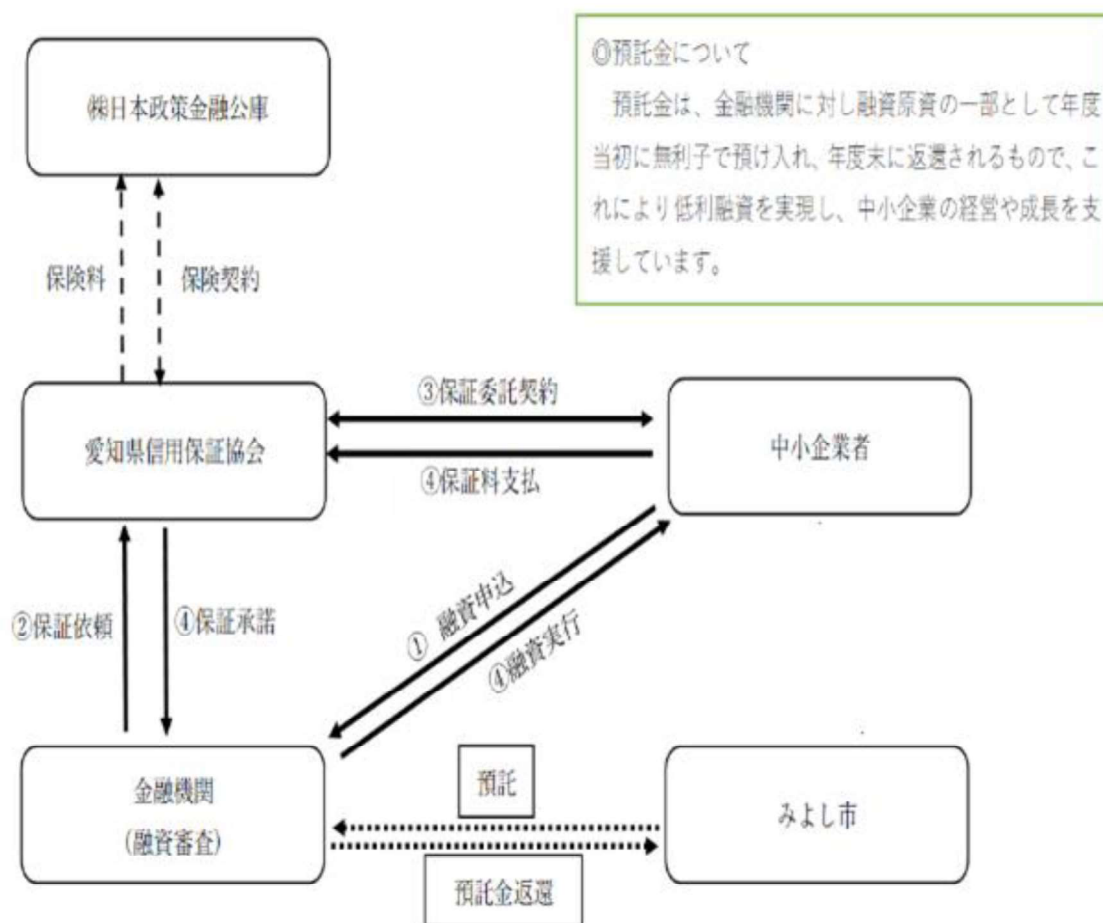 ◎預託金について
預託金は、金融機関に対し融資原資の一部として年度
当初に無利子で預け入れ、年度末に返還されるもので、こ
れにより低利融資を実現し、中小企業の経営や成長を支
援しています。
㈱日本政策金融公庫
保険料
保険契約
愛知県信用保証協会
③保証委託契約
④保証料支払
中小企業者
②保証依頼
④保証承諾
① 融資申込
④融資実行
金融機関
(融資審査)
預託
預託金返還
みよし市